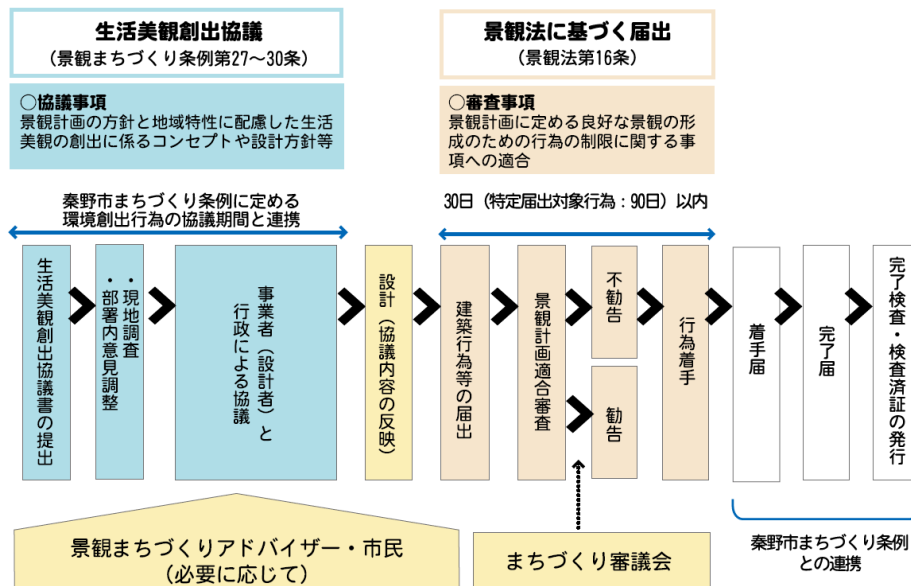 生活美観創出協議
(景観まちづくり条例第27～30条)
○協議事項
景観計画の方針と地域特性に配慮した生活
美観の創出に係るコンセプトや設計方針等
景観法に基づく届出
(景観法第16条)
○審査事項
景観計画に定める良好な景観の形
成のための行為の制限に関する事
項への適合
秦野市まちづくり条例に定める
環境創出行為の協議期間と連携
30日（特定届出対象行為：90日）以内
生活美観創出協議書の提出
・現地調査
・部署内意見調整
事業者（設計者）と
行政による協議
設計（協議内容の反映）
建築行為等の届出
景観計画適合審査
不勧告
勧告
行為着手
着手届
完了届
完了検査・検査済証の発行
景観まちづくりアドバイザー・市民
(必要に応じて)
まちづくり審議会
秦野市まちづくり条例
との連携